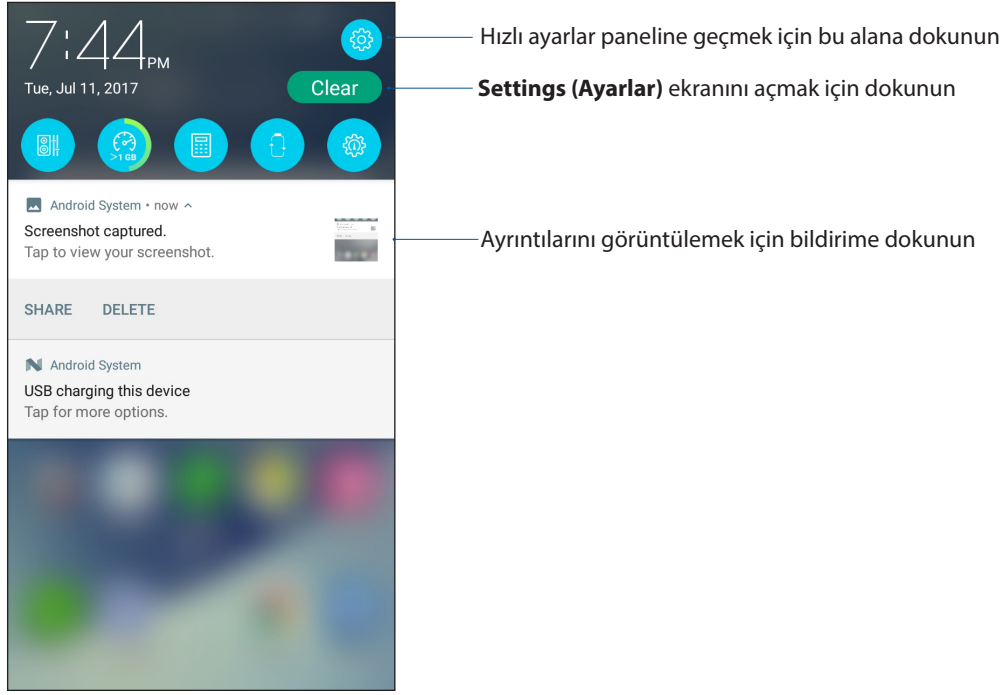 7:44PM
Tue, Jul 11, 2017
Clear
>1 GB
Android System • now
Screenshot captured.
Tap to view your screenshot.
SHARE DELETE
Android System
USB charging this device
Tap for more options.
Hızlı ayarlar paneline geçmek için bu alana dokunun
Settings (Ayarlar) ekranını açmak için dokunun
Ayrıntılarını görüntülemek için bildirime dokunun